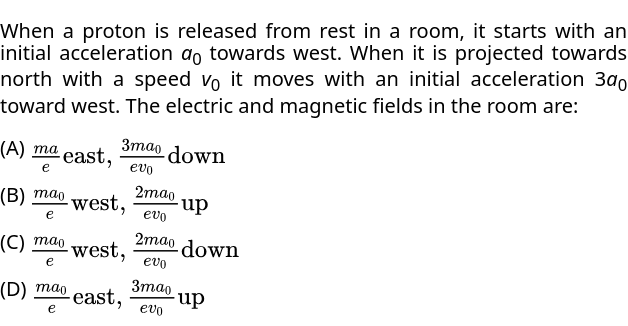 When a proton is released from rest in a room, it starts with an
initial acceleration a₀ towards west. When it is projected towards
north with a speed v₀ it moves with an initial acceleration 3a₀
toward west. The electric and magnetic fields in the room are:
(A) \frac{ma}{e} east, \frac{3ma_0}{ev_0} down
(B) \frac{ma_0}{e} west, \frac{2ma_0}{ev_0} up
(C) \frac{ma_0}{e} west, \frac{2ma_0}{ev_0} down
(D) \frac{ma_0}{e} east, \frac{3ma_0}{ev_0} up